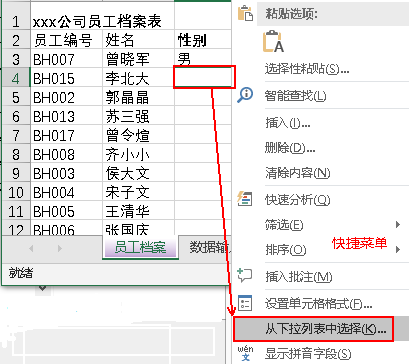 1 xxx公司员工档案表
2 员工编号 姓名 性别
3 BH007 曾晓军 男
4 BH015 李北大
5 BH002 郭晶晶
6 BH013 苏三强
7 BH017 曾令煊
8 BH008 齐小小
9 BH003 侯大文
10 BH004 宋子文
11 BH005 王清华
12 BH006 张国庆
员工档案 数据输
就绪
粘贴选项:
A
选择性粘贴(S)...
智能查找(L)
插入(I)...
删除(D)...
清除内容(N)
快速分析(Q)
筛选(E)
排序(O)
快捷菜单
插入批注(M)
设置单元格格式(F)...
从下拉列表中选择(K)...
wén
文 显示拼音字段(S)